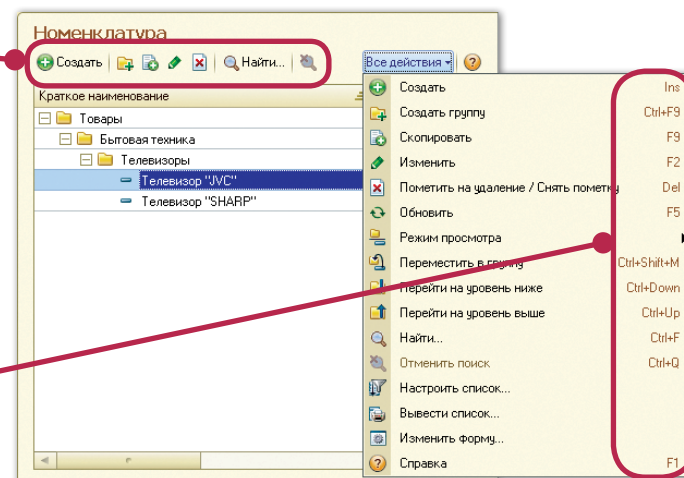 Номенклатура
Создать Найти... Все действия
Краткое наименование
Товары
Бытовая техника
Телевизоры
Телевизор "JVC"
Телевизор "SHARP"
Создать Ins
Создать группу Ctrl+F9
Скопировать F9
Изменить F2
Пометить на удаление / Снять пометку Del
Обновить F5
Режим просмотра
Переместить в группу Ctrl+Shift+M
Перейти на уровень ниже Ctrl+Down
Перейти на уровень выше Ctrl+Up
Найти... Ctrl+F
Отменить поиск Ctrl+Q
Настроить список...
Вывести список...
Изменить форму...
Справка F1